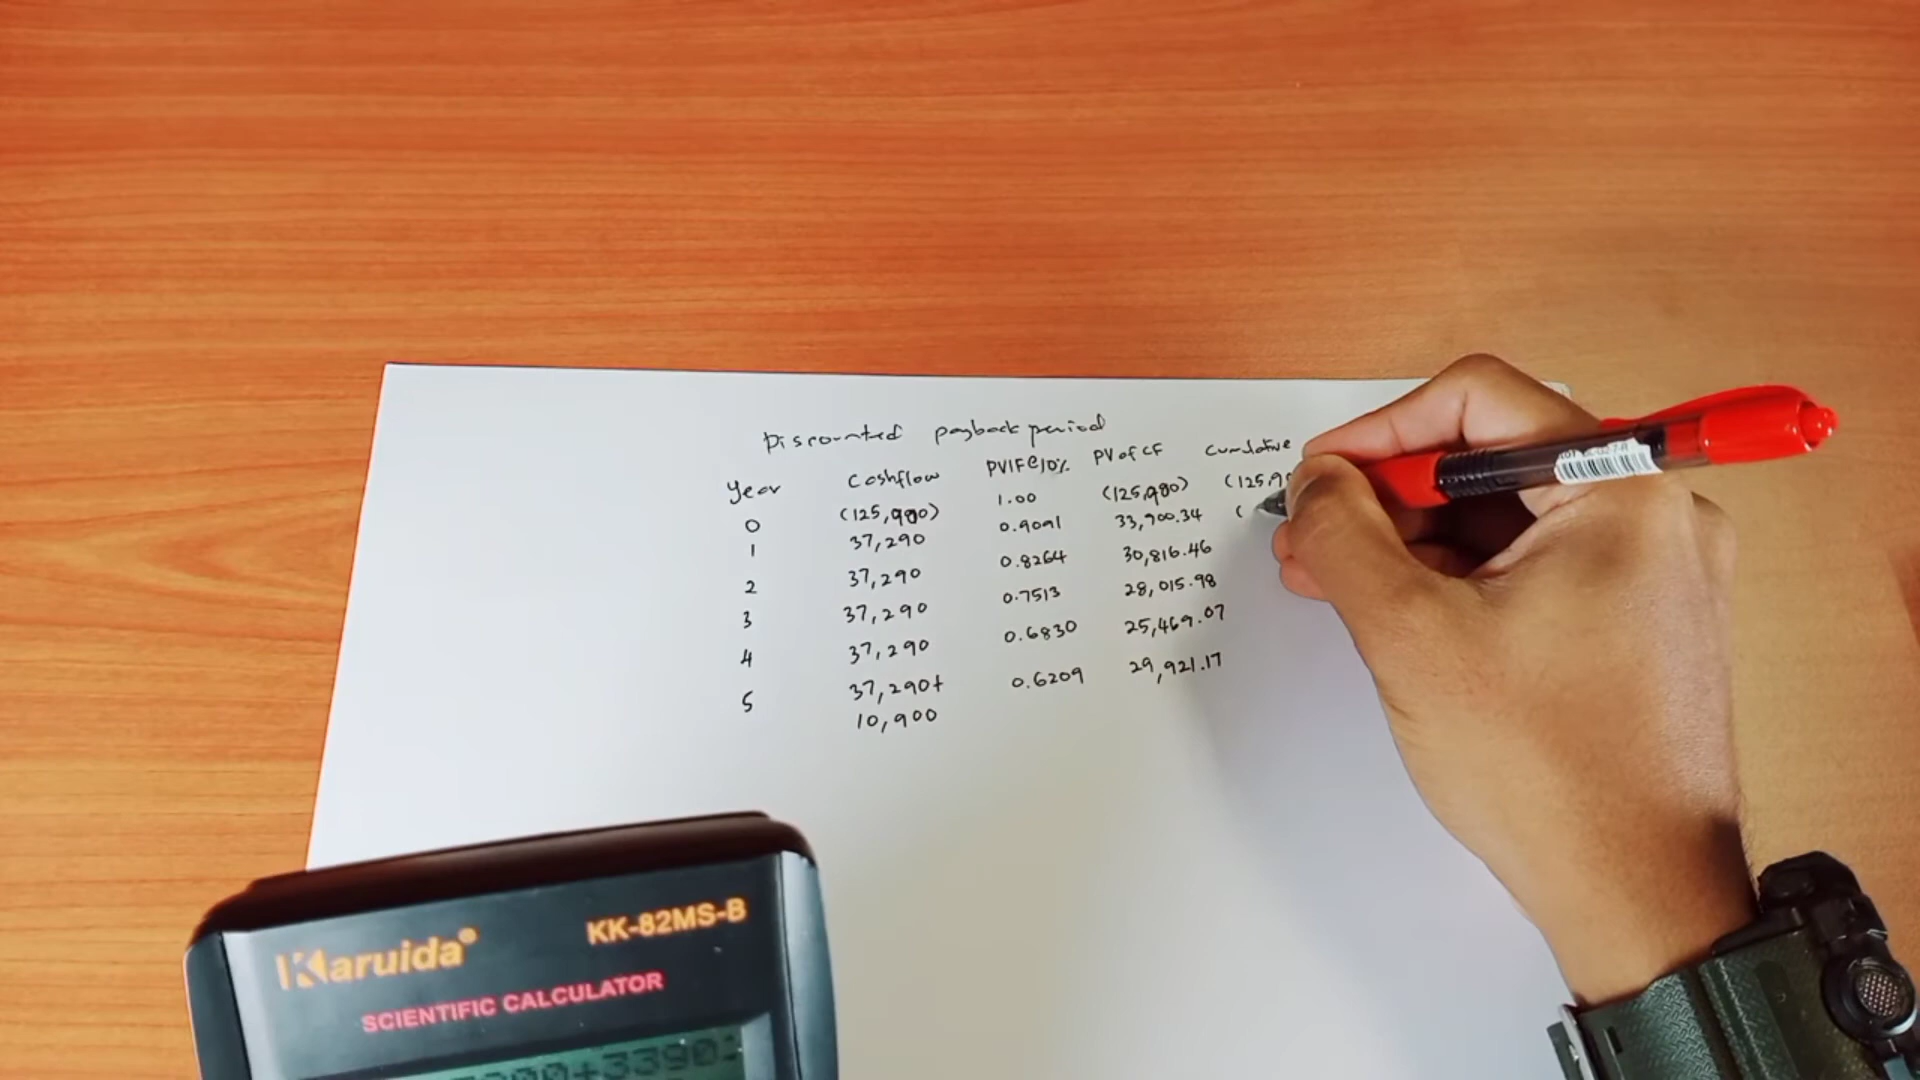 Discounted payback period
Year Cashflow PVIF@10% PV of CF Cumulative
0 (125,900) 1.00 (125,900) (125,9
1 37,290 0.9091 33,900.34 (
2 37,290 0.8264 30,816.46
3 37,290 0.7513 28,015.98
4 37,290 0.6830 25,469.07
5 37,290+ 0.6209 29,921.17
10,900
Karuida
KK-82MS-B
SCIENTIFIC CALCULATOR